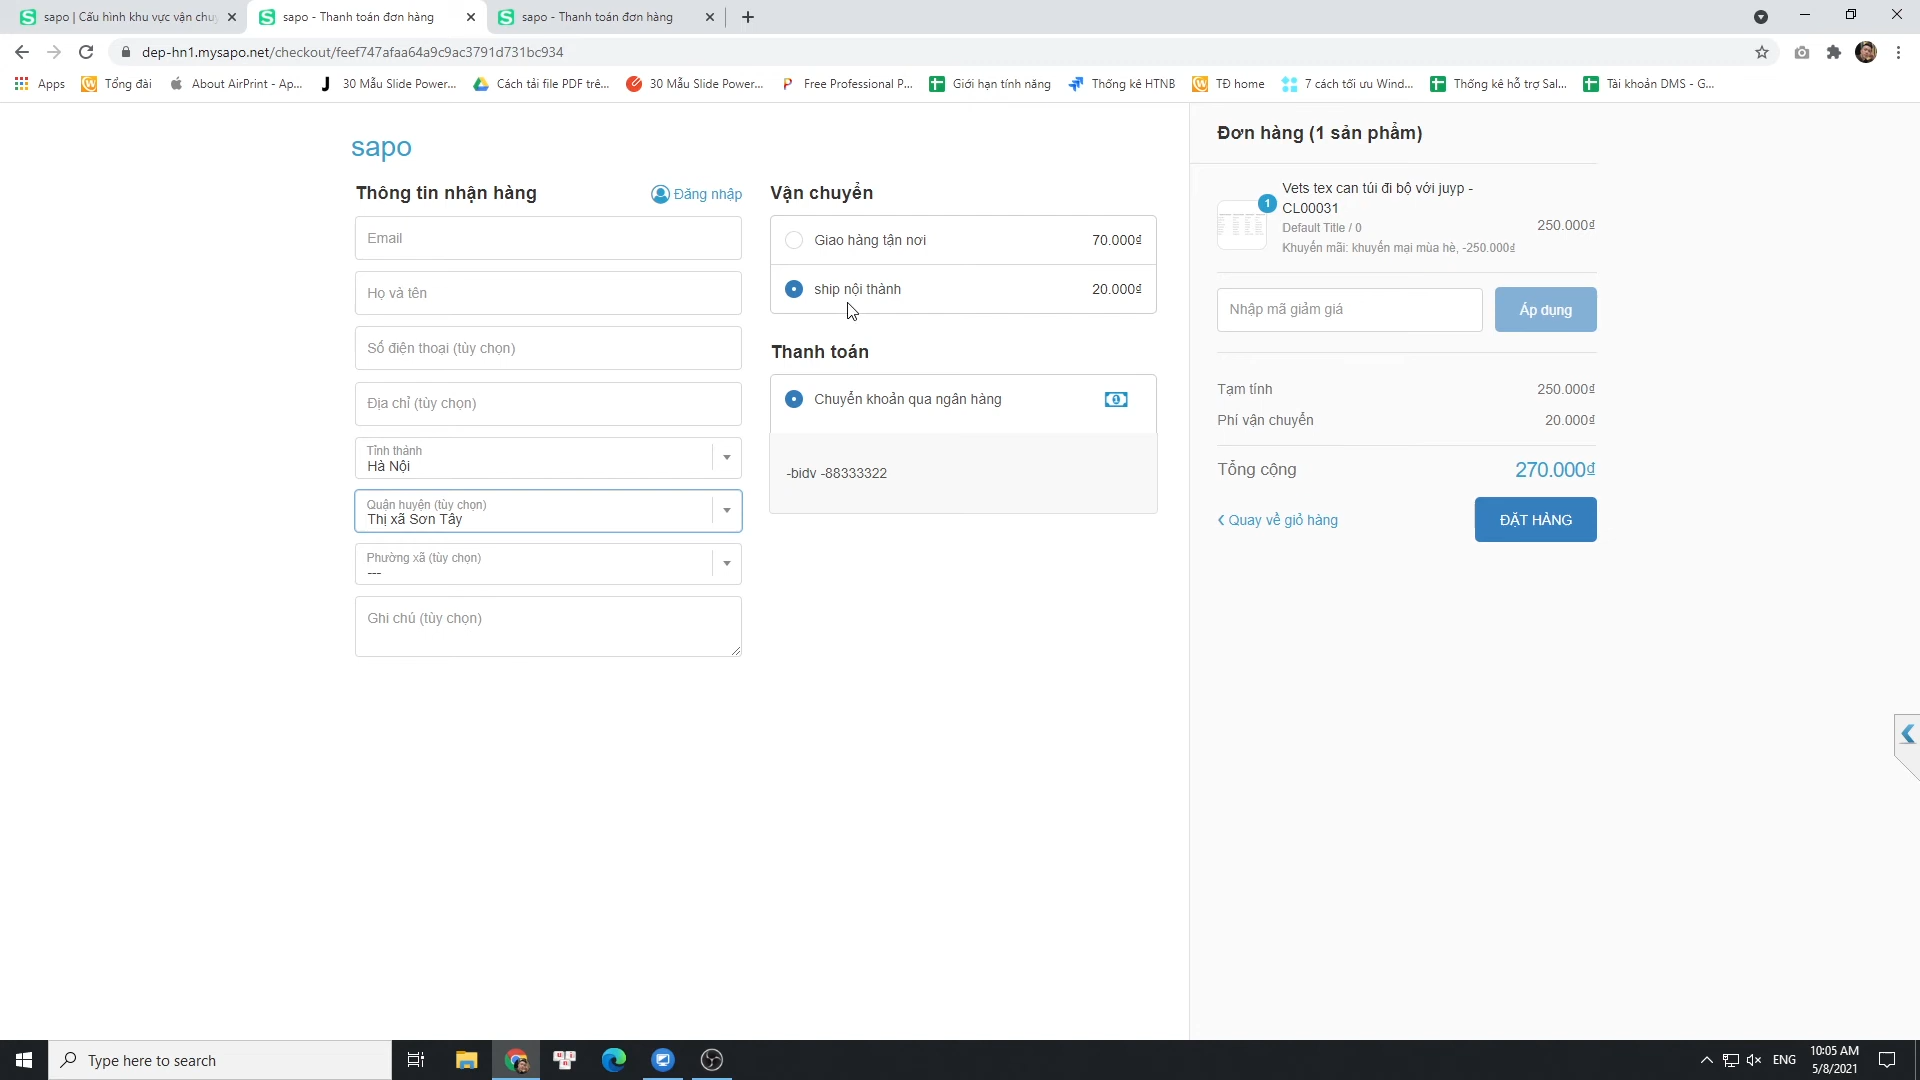 sapo | Cấu hình khu vực vận chuy
sapo - Thanh toán đơn hàng
sapo - Thanh toán đơn hàng
dep-hn1.mysapo.net/checkout/feef747afaa64a9c9ac3791d731bc934
Apps
Tổng đài
About AirPrint - Ap...
30 Mẫu Slide Power...
Cách tải file PDF trê...
30 Mẫu Slide Power...
Free Professional P...
Giới hạn tính năng
Thống kê HTNB
TĐ home
7 cách tối ưu Wind...
Thống kê hỗ trợ Sal...
Tài khoản DMS - G...
sapo
Thông tin nhận hàng
Đăng nhập
Email
Họ và tên
Số điện thoại (tùy chọn)
Địa chỉ (tùy chọn)
Tỉnh thành
Hà Nội
Quận huyện (tùy chọn)
Thị xã Sơn Tây
Phường xã (tùy chọn)
---
Ghi chú (tùy chọn)
Vận chuyển
Giao hàng tận nơi 70.000₫
ship nội thành 20.000₫
Thanh toán
Chuyển khoản qua ngân hàng
-bidv -88333322
Đơn hàng (1 sản phẩm)
1
Vets tex can túi đi bộ với juyp -
CL00031
Default Title / 0
Khuyến mãi: khuyến mại mùa hè, -250.000₫
250.000₫
Nhập mã giảm giá
Áp dụng
Tạm tính 250.000₫
Phí vận chuyển 20.000₫
Tổng cộng 270.000₫
Quay về giỏ hàng
ĐẶT HÀNG
Type here to search
ENG
10:05 AM
5/8/2021